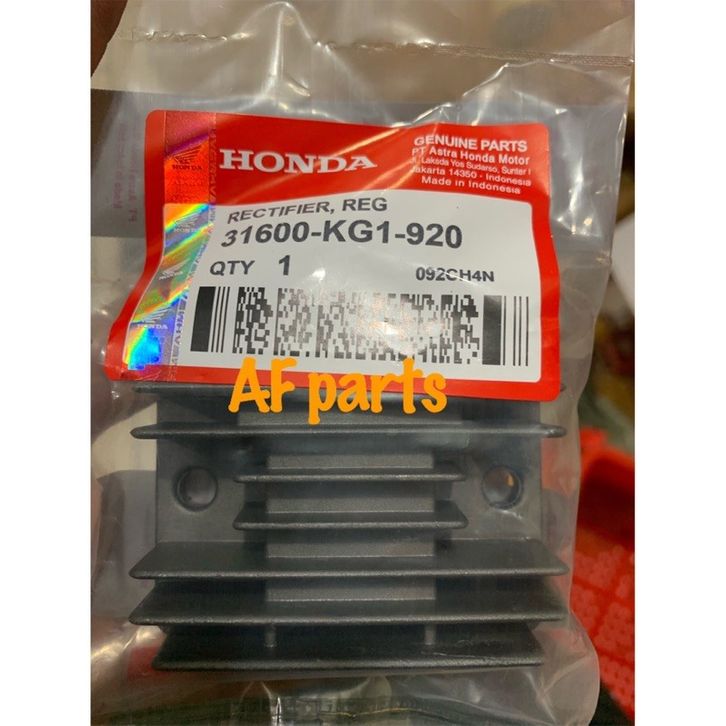 HONDA
HONDA
GENUINE PARTS
PT Astra Honda Motor
Jl. Laksda Yos Sudarso, Sunter I
Jakarta 14350 - Indonesia
Made in Indonesia
RECTIFIER, REG
31600-KG1-920
QTY 1
092CH4N
AF parts